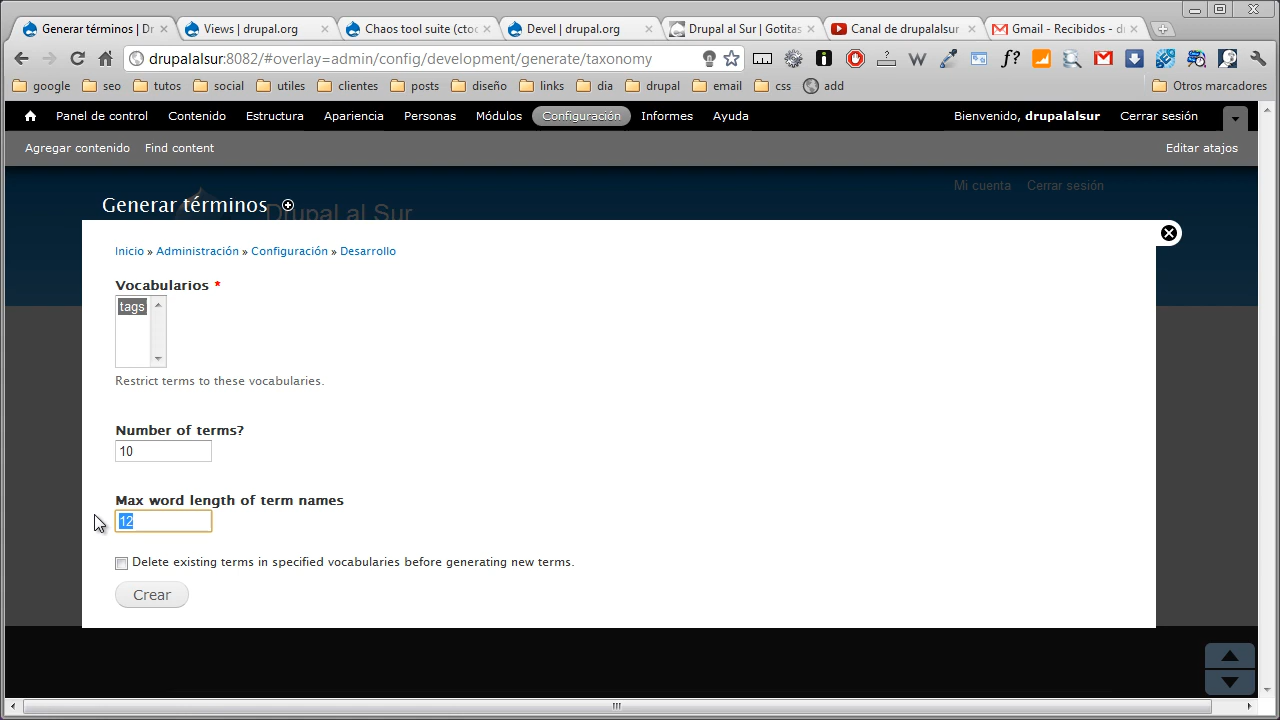 Generar términos | Dr
Views | drupal.org
Chaos tool suite (ctoc
Devel | drupal.org
Drupal al Sur | Gotitas
Canal de drupalalsur
Gmail - Recibidos - d
drupalalsur:8082/#overlay=admin/config/development/generate/taxonomy
google seo tutos social utiles clientes posts diseño links dia drupal email css add Otros marcadores
Panel de control Contenido Estructura Apariencia Personas Módulos Configuración Informes Ayuda Bienvenido, drupalalsur Cerrar sesión
Agregar contenido Find content Editar atajos
Mi cuenta Cerrar sesión
Drupal al Sur
Generar términos
Inicio » Administración » Configuración » Desarrollo
Vocabularios *
tags
Restrict terms to these vocabularies.
Number of terms?
10
Max word length of term names
12
Delete existing terms in specified vocabularies before generating new terms.
Crear